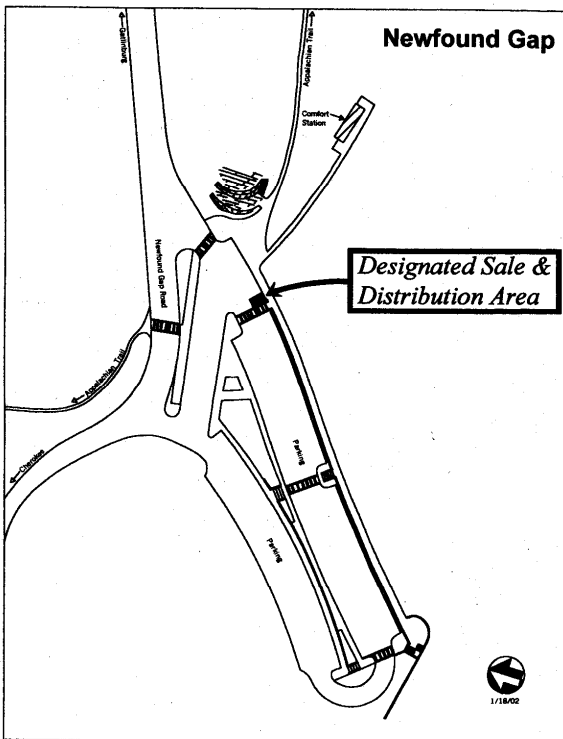 Newfound Gap
Gatlinburg
Appalachian Trail
Comfort
Station
Newfound Gap Road
Designated Sale &
Distribution Area
Appalachian Trail
Cherokee
Parking
Parking
1/18/02